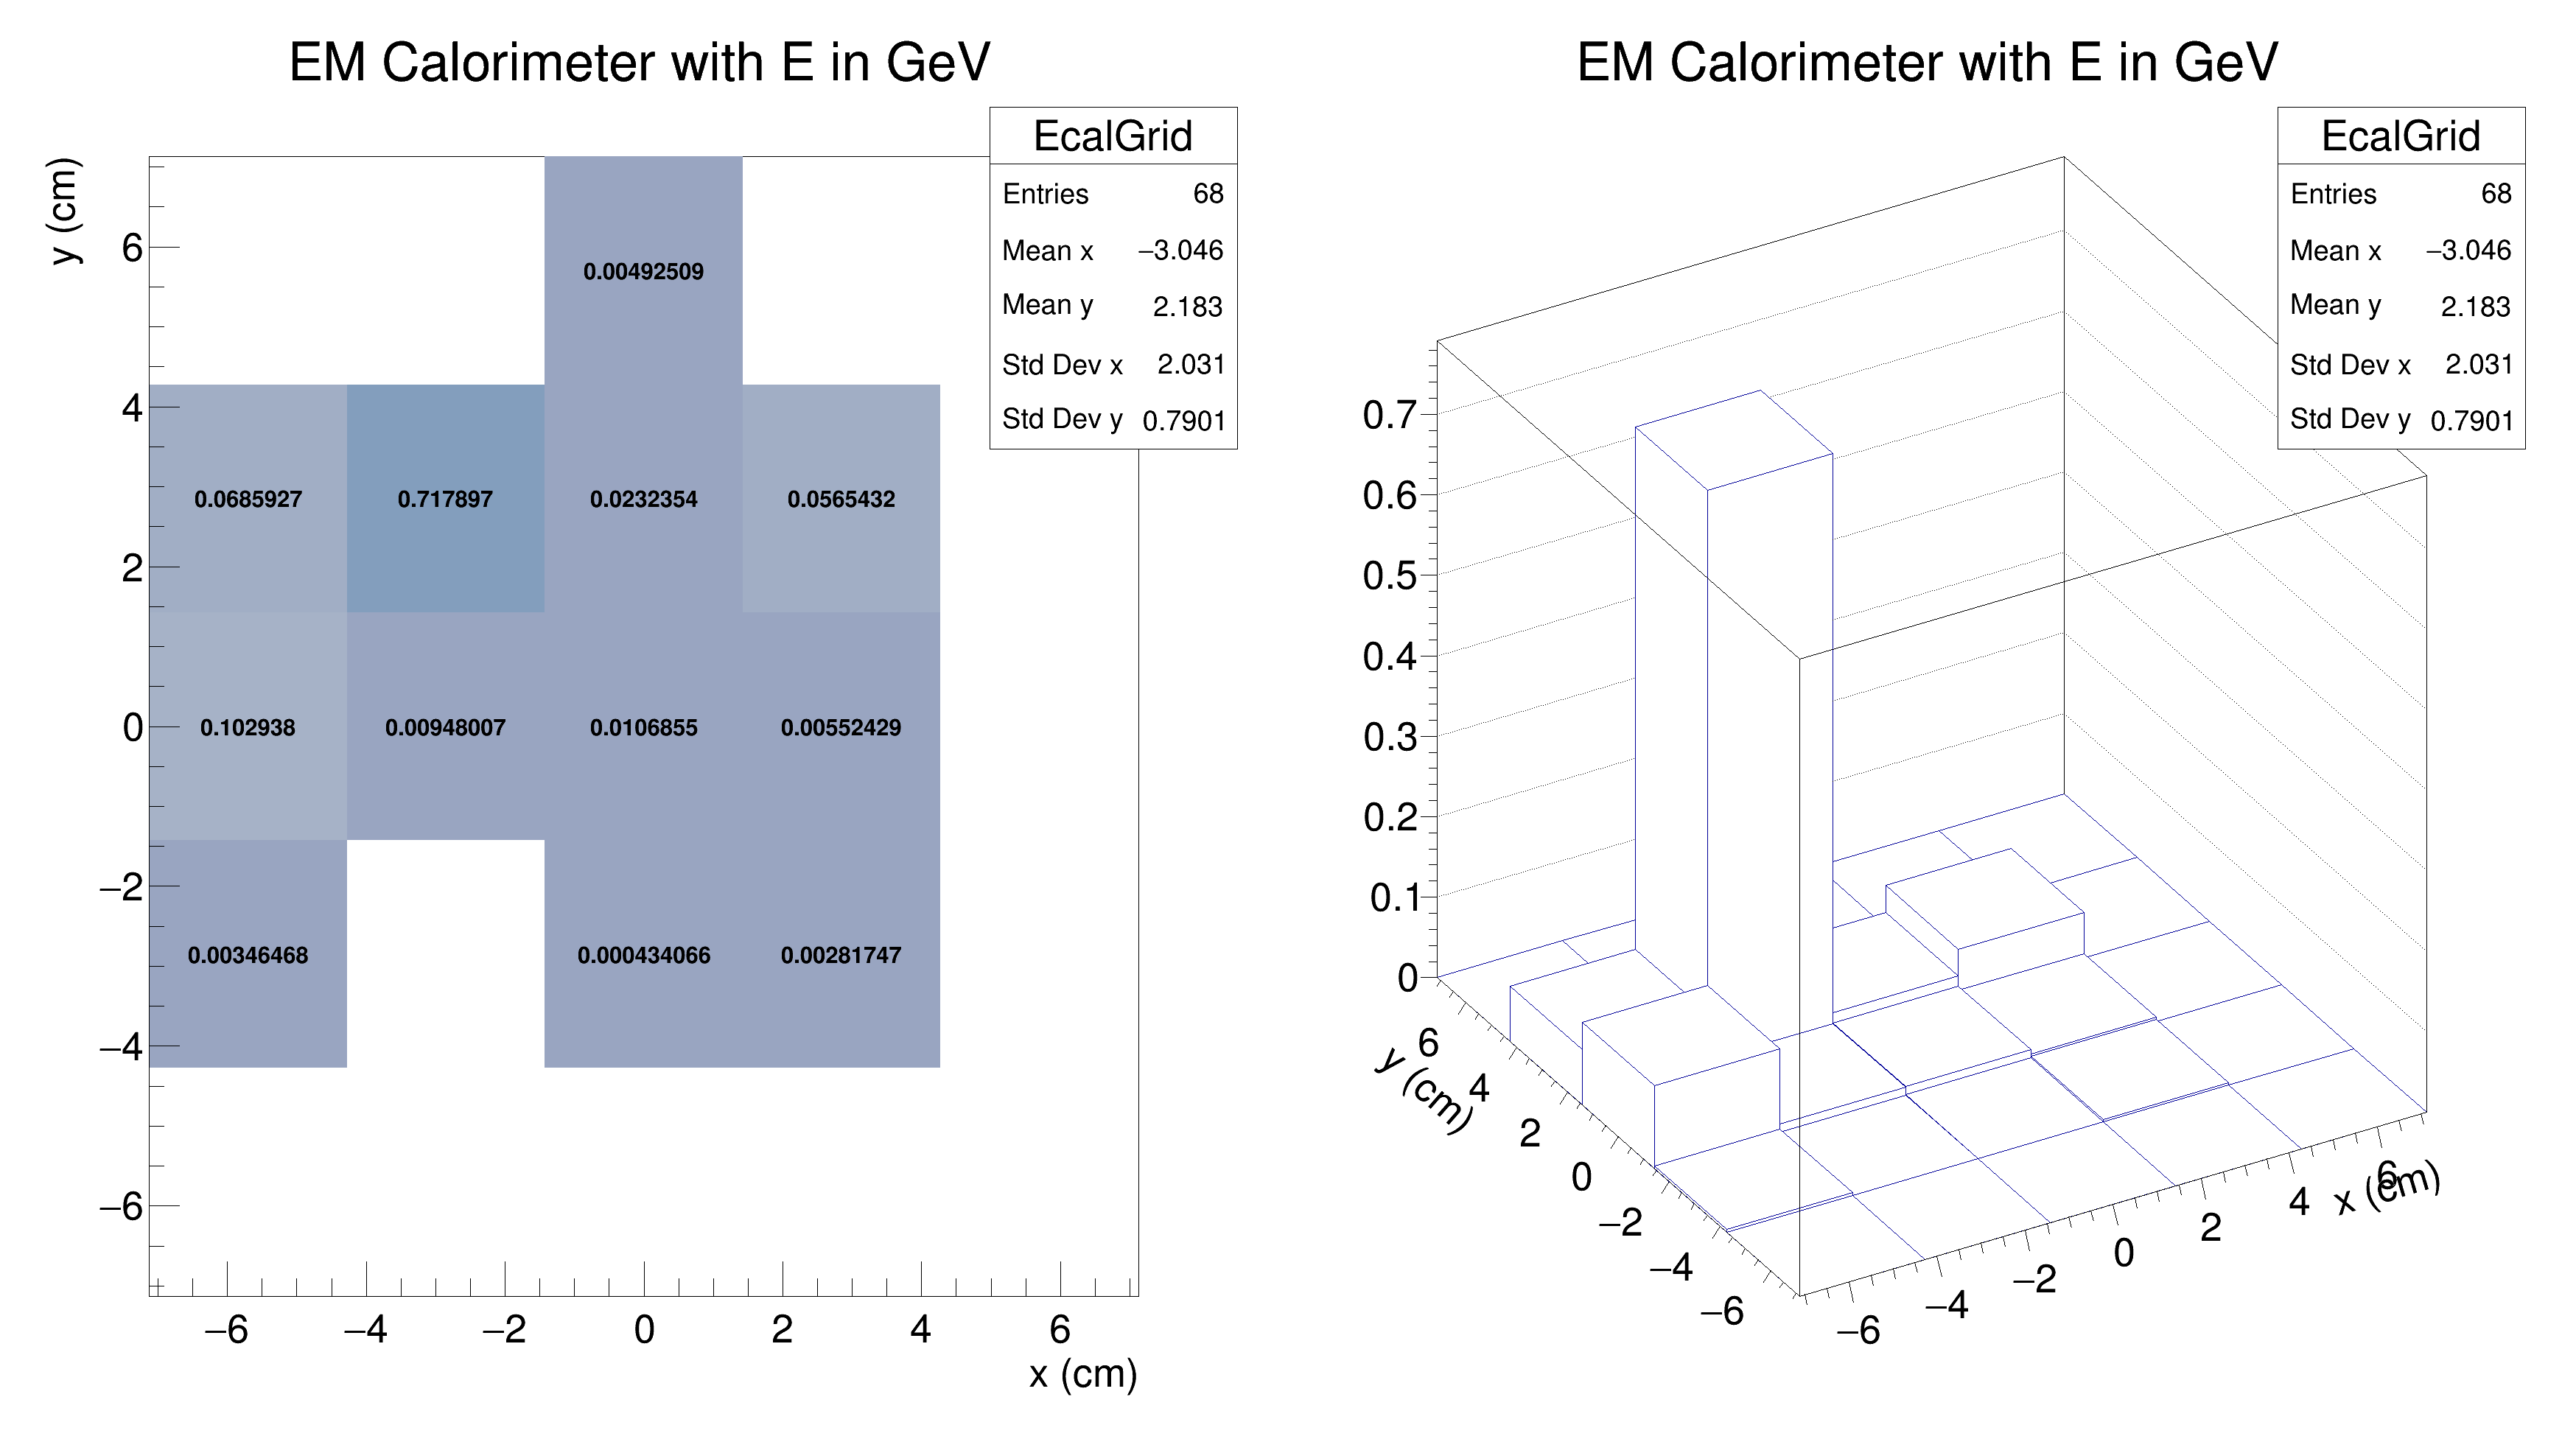 EM Calorimeter with E in GeV
EcalGrid
Entries 68
Mean x −3.046
Mean y 2.183
Std Dev x 2.031
Std Dev y 0.7901
y (cm)
6
4
2
0
−2
−4
−6
0.00492509
0.0685927 0.717897 0.0232354 0.0565432
0.102938 0.00948007 0.0106855 0.00552429
0.00346468 0.000434066 0.00281747
−6 −4 −2 0 2 4 6
x (cm)
EM Calorimeter with E in GeV
EcalGrid
Entries 68
Mean x −3.046
Mean y 2.183
Std Dev x 2.031
Std Dev y 0.7901
0.7
0.6
0.5
0.4
0.3
0.2
0.1
0
y (cm)
6
4
2
0
−2
−4
−6
−6 −4 −2 0 2 4 6
x (cm)